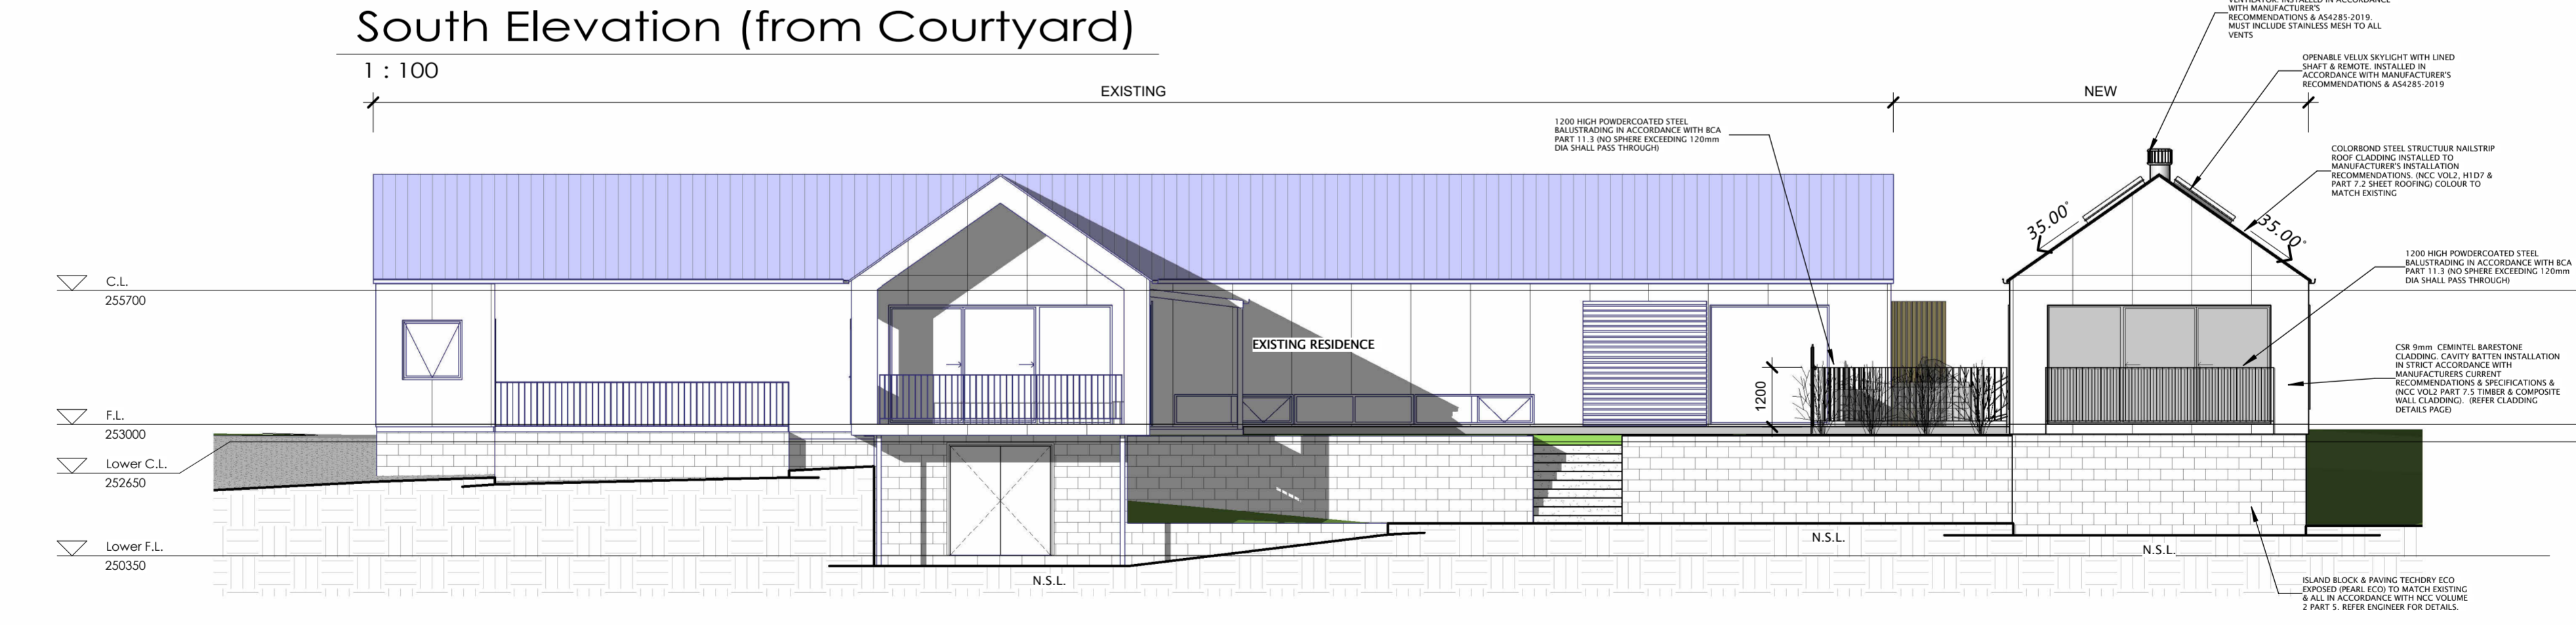 South Elevation (from Courtyard)
1 : 100
EXISTING
NEW
VENTILATOR. INSTALLED IN ACCORDANCE
WITH MANUFACTURER'S
RECOMMENDATIONS & AS4285-2019.
MUST INCLUDE STAINLESS MESH TO ALL
VENTS
OPENABLE VELUX SKYLIGHT WITH LINED
SHAFT & REMOTE. INSTALLED IN
ACCORDANCE WITH MANUFACTURER'S
RECOMMENDATIONS & AS4285-2019
1200 HIGH POWDERCOATED STEEL
BALUSTRADING IN ACCORDANCE WITH BCA
PART 11.3 (NO SPHERE EXCEEDING 120mm
DIA SHALL PASS THROUGH)
COLORBOND STEEL STRUCTUUR NAILSTRIP
ROOF CLADDING INSTALLED TO
MANUFACTURER'S INSTALLATION
RECOMMENDATIONS. (NCC VOL2, H1D7 &
PART 7.2 SHEET ROOFING) COLOUR TO
MATCH EXISTING
35.00°
35.00°
1200 HIGH POWDERCOATED STEEL
BALUSTRADING IN ACCORDANCE WITH BCA
PART 11.3 (NO SPHERE EXCEEDING 120mm
DIA SHALL PASS THROUGH)
C.L.
255700
EXISTING RESIDENCE
CSR 9mm CEMINTEL BARESTONE
CLADDING. CAVITY BATTEN INSTALLATION
IN STRICT ACCORDANCE WITH
MANUFACTURERS CURRENT
RECOMMENDATIONS & SPECIFICATIONS &
(NCC VOL2 PART 7.5 TIMBER & COMPOSITE
WALL CLADDING). (REFER CLADDING
DETAILS PAGE)
1200
F.L.
253000
Lower C.L.
252650
Lower F.L.
250350
N.S.L.
N.S.L.
N.S.L.
ISLAND BLOCK & PAVING TECHDRY ECO
EXPOSED (PEARL ECO) TO MATCH EXISTING
& ALL IN ACCORDANCE WITH NCC VOLUME
2 PART 5. REFER ENGINEER FOR DETAILS.